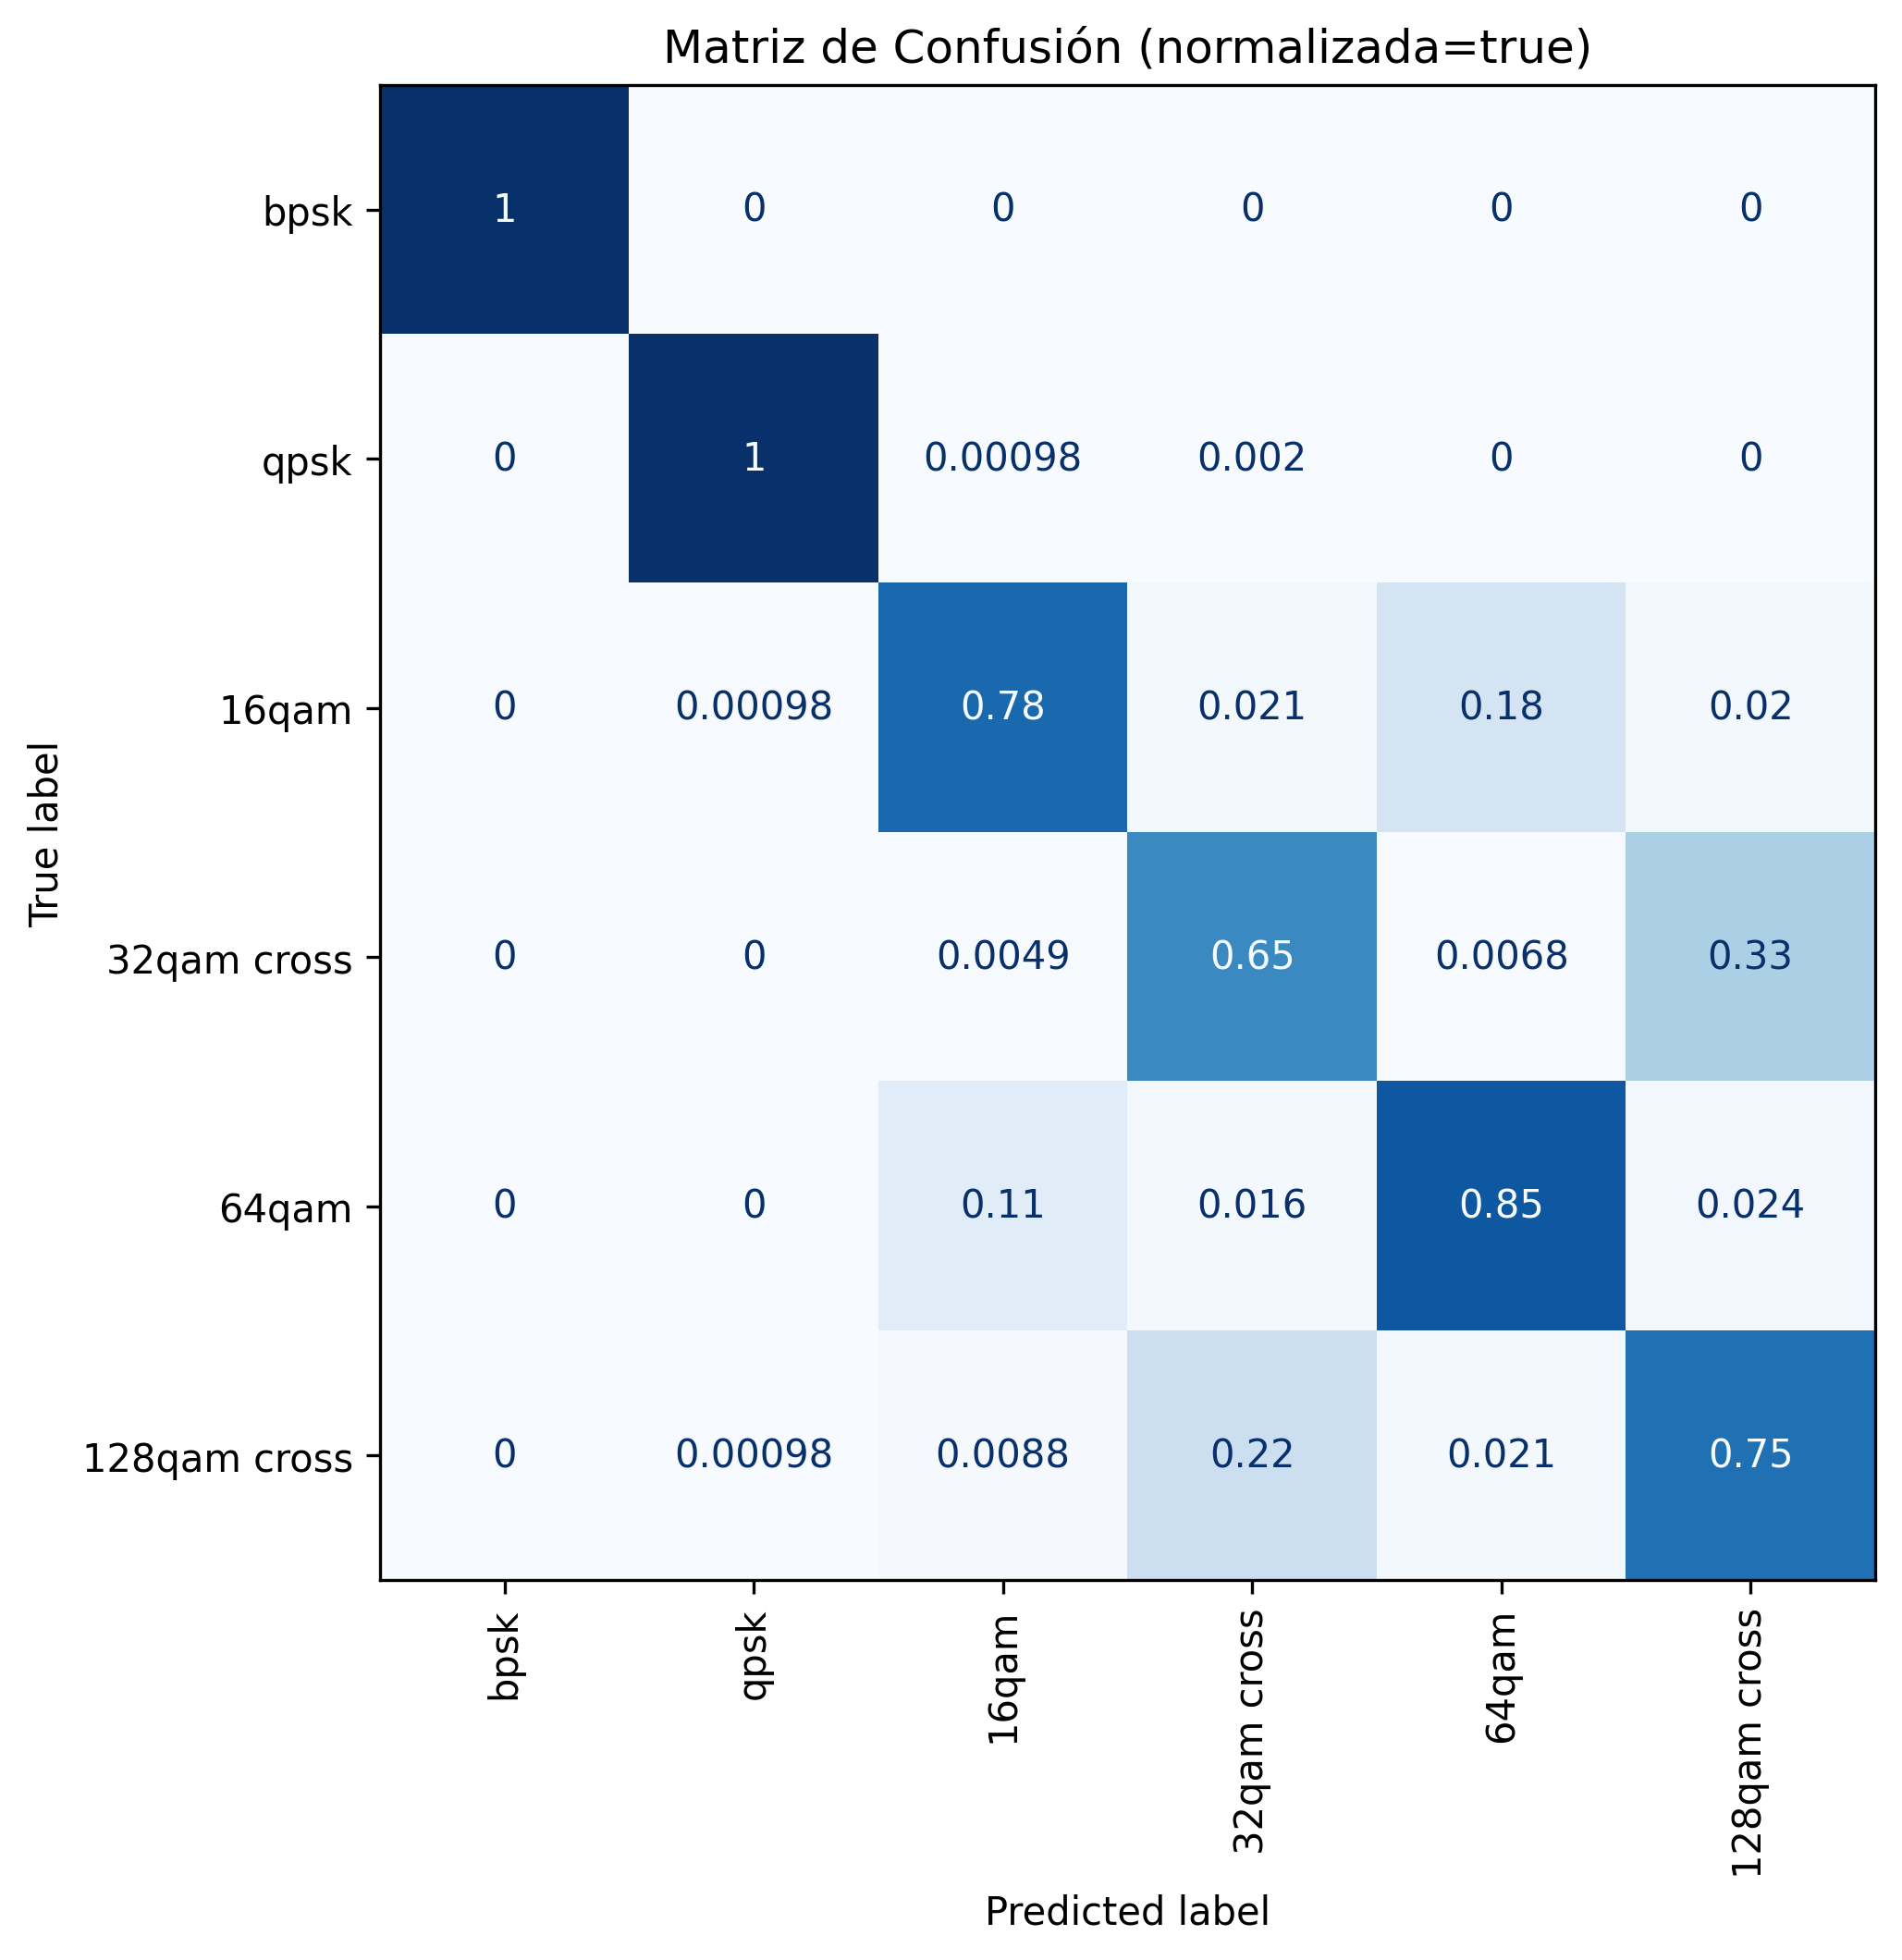 Matriz de Confusión (normalizada=true)
True label
bpsk 1 0 0 0 0 0
qpsk 0 1 0.00098 0.002 0 0
16qam 0 0.00098 0.78 0.021 0.18 0.02
32qam cross 0 0 0.0049 0.65 0.0068 0.33
64qam 0 0 0.11 0.016 0.85 0.024
128qam cross 0 0.00098 0.0088 0.22 0.021 0.75
bpsk qpsk 16qam 32qam cross 64qam 128qam cross
Predicted label